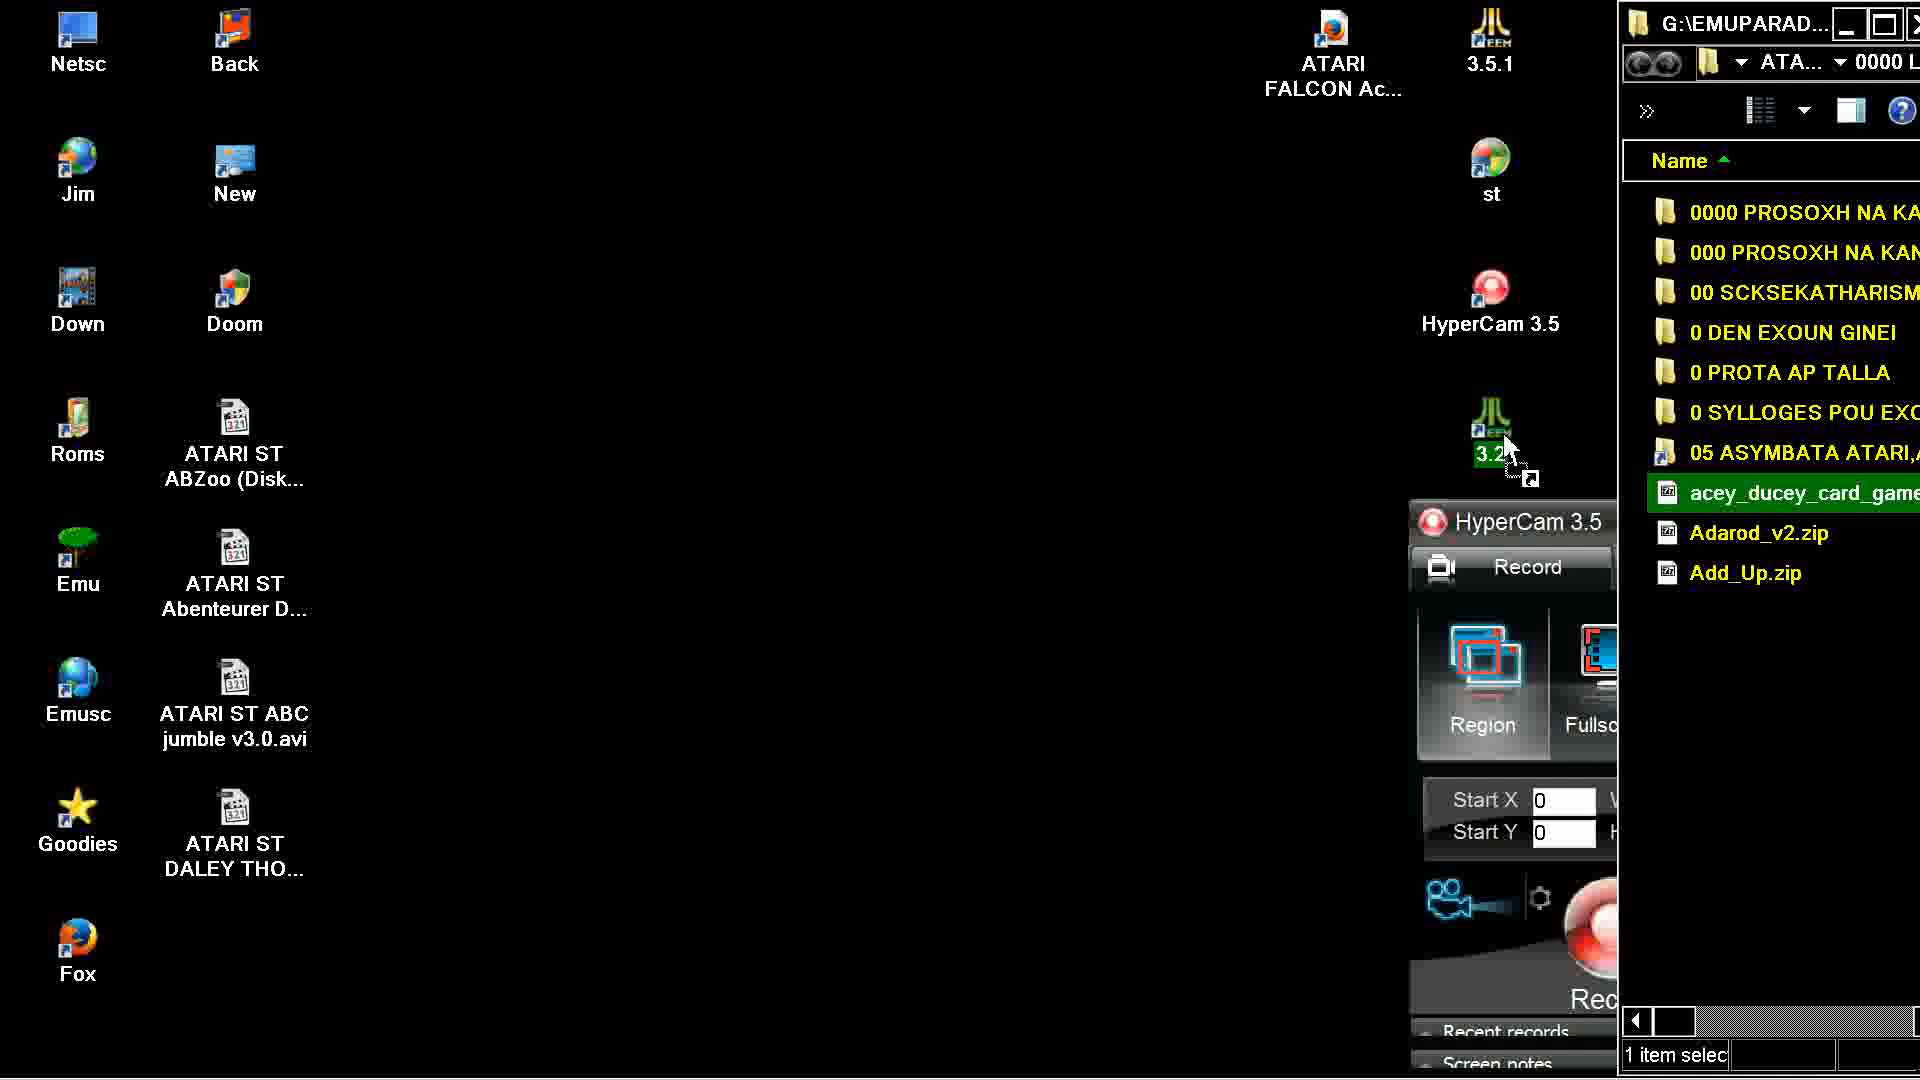 Netsc
Back
Jim
New
Down
Doom
Roms
ATARI ST
ABZoo (Disk...
Emu
ATARI ST
Abenteurer D...
Emusc
ATARI ST ABC
jumble v3.0.avi
Goodies
ATARI ST
DALEY THO...
Fox
ATARI
FALCON Ac...
3.5.1
st
HyperCam 3.5
3.2
HyperCam 3.5
Record
Region
Fullsc
Start X 0
Start Y 0
Rec
Recent records
Screen notes
G:\EMUPARAD...
ATA... 0000 L
Name
0000 PROSOXH NA KA
000 PROSOXH NA KAN
00 SCKSEKATHARISM
0 DEN EXOUN GINEI
0 PROTA AP TALLA
0 SYLLOGES POU EXO
05 ASYMBATA ATARI,A
acey_ducey_card_game
Adarod_v2.zip
Add_Up.zip
1 item selec